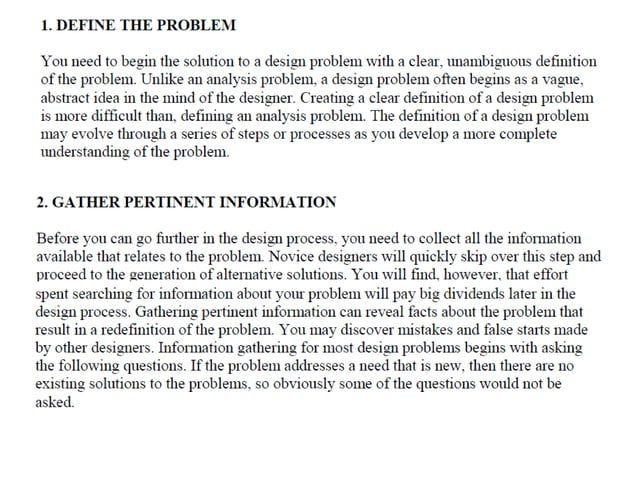 1. DEFINE THE PROBLEM
You need to begin the solution to a design problem with a clear, unambiguous definition
of the problem. Unlike an analysis problem, a design problem often begins as a vague,
abstract idea in the mind of the designer. Creating a clear definition of a design problem
is more difficult than, defining an analysis problem. The definition of a design problem
may evolve through a series of steps or processes as you develop a more complete
understanding of the problem.
2. GATHER PERTINENT INFORMATION
Before you can go further in the design process, you need to collect all the information
available that relates to the problem. Novice designers will quickly skip over this step and
proceed to the generation of alternative solutions. You will find, however, that effort
spent searching for information about your problem will pay big dividends later in the
design process. Gathering pertinent information can reveal facts about the problem that
result in a redefinition of the problem. You may discover mistakes and false starts made
by other designers. Information gathering for most design problems begins with asking
the following questions. If the problem addresses a need that is new, then there are no
existing solutions to the problems, so obviously some of the questions would not be
asked.